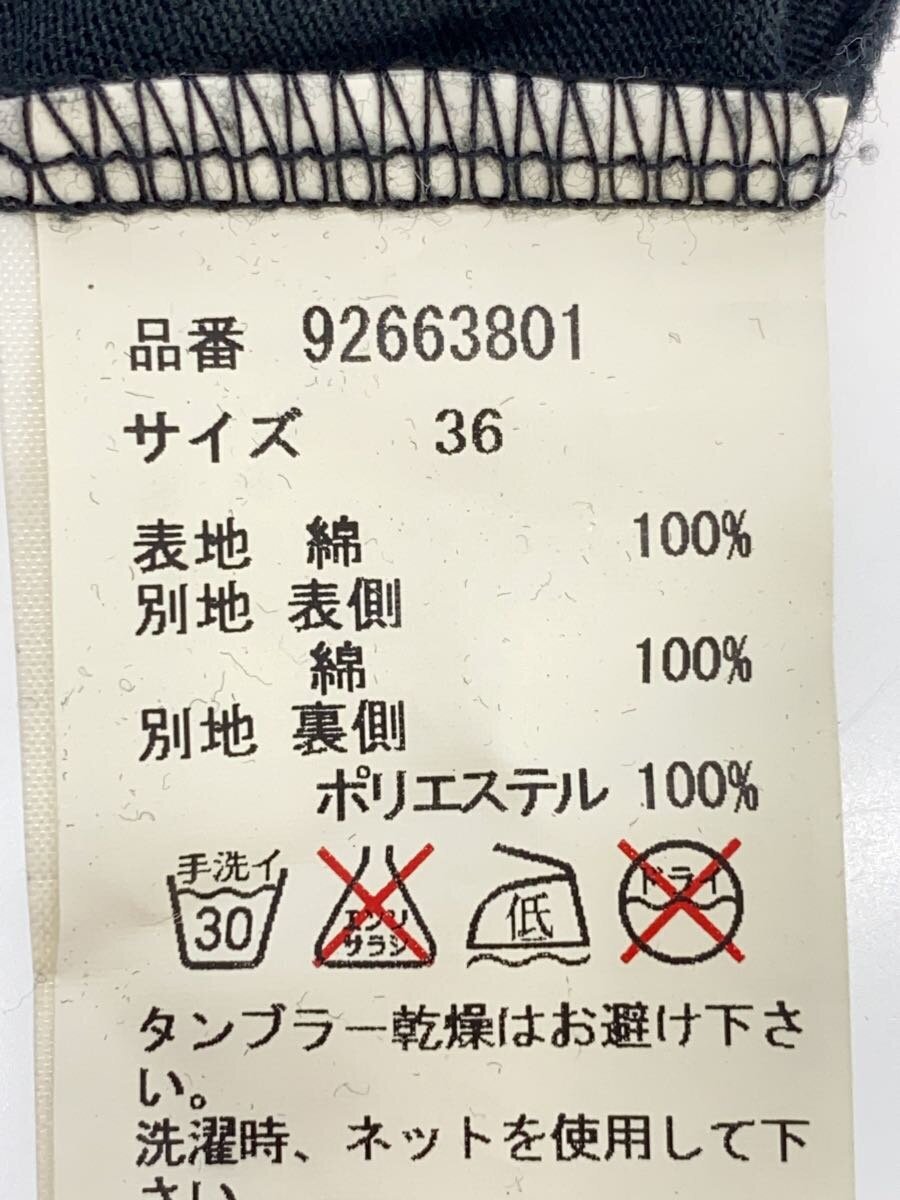 品番 92663801
サイズ 36
表地 綿 100%
別地 表側
綿 100%
別地 裏側
ポリエステル 100%
手洗イ 30 エンソサラシ 低 ドライ
タンブラー乾燥はお避け下さ
い。
洗濯時、ネットを使用して下
さい